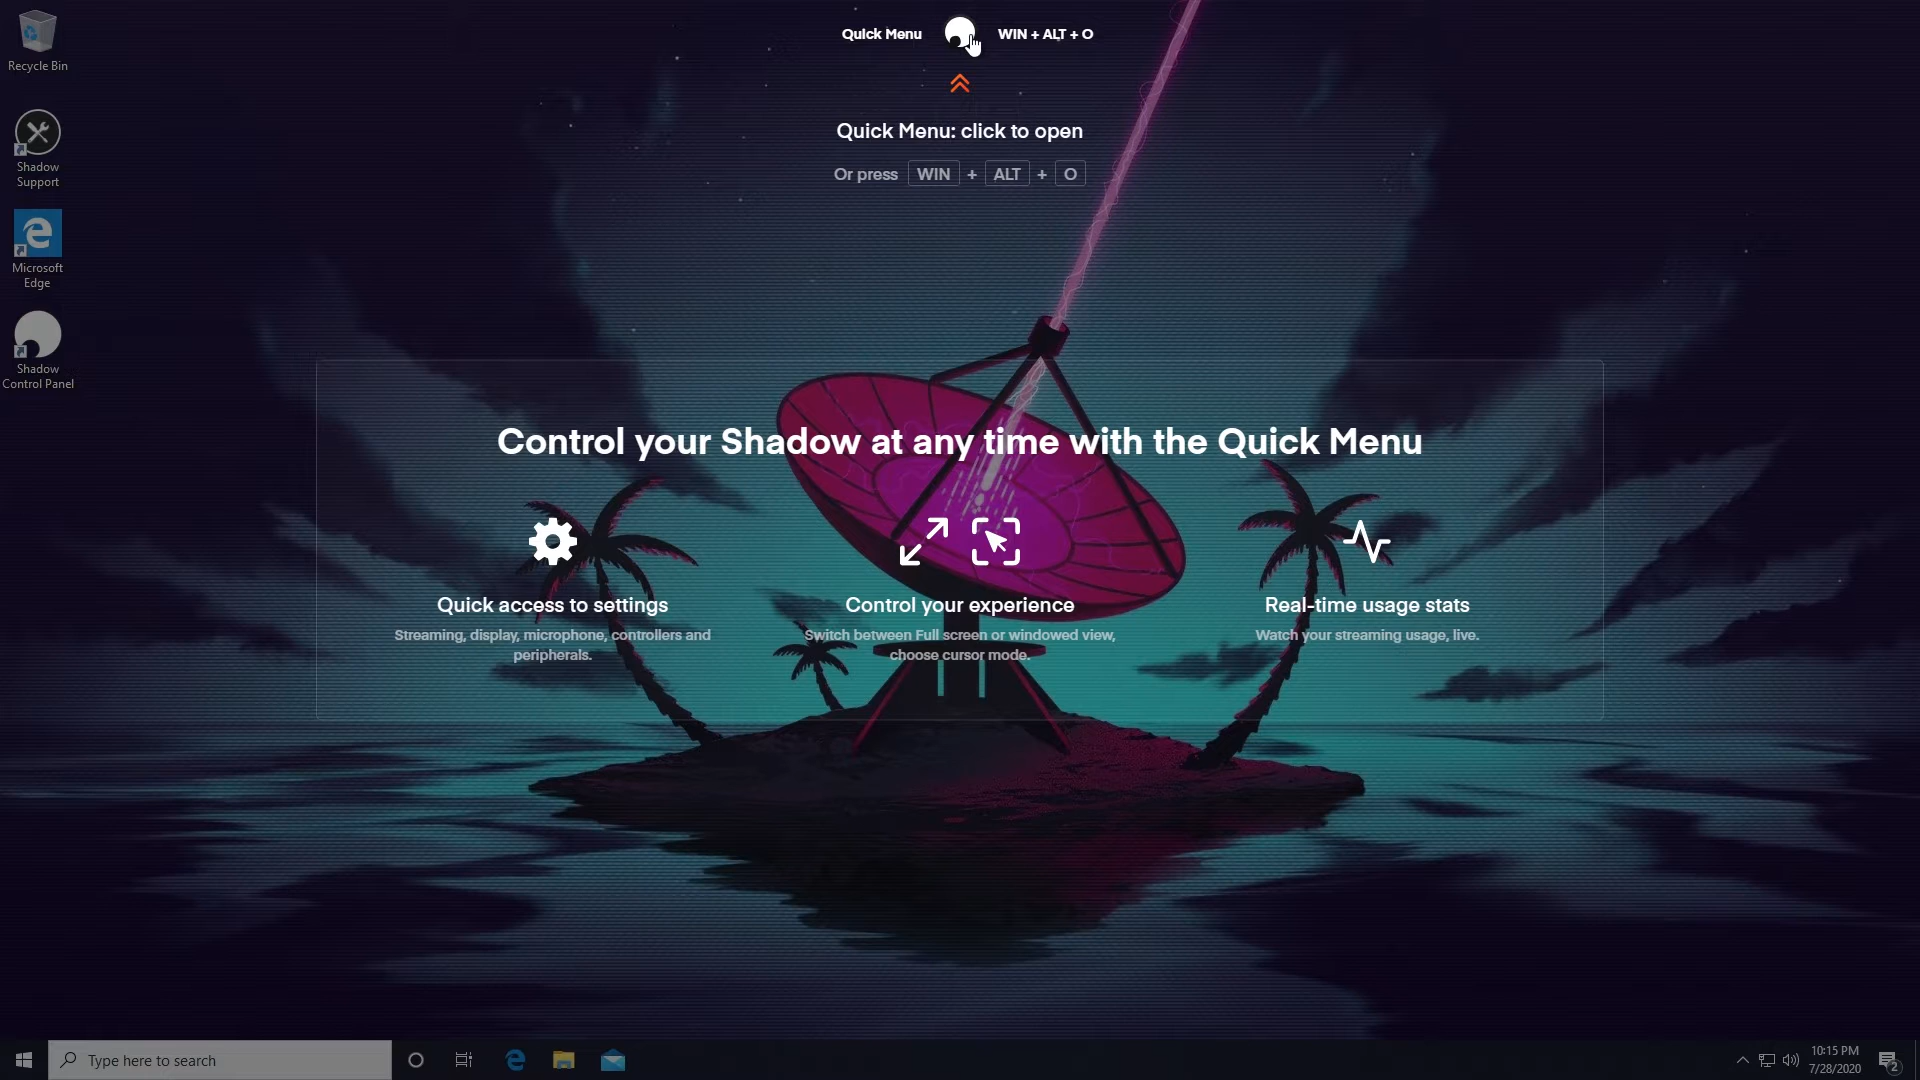 Quick Menu
WIN + ALT + O
Quick Menu: click to open
Or press WIN + ALT + O
Recycle Bin
Shadow
Support
Microsoft
Edge
Shadow
Control Panel
Control your Shadow at any time with the Quick Menu
Quick access to settings
Streaming, display, microphone, controllers and
peripherals.
Control your experience
Switch between Full screen or windowed view,
choose cursor mode.
Real-time usage stats
Watch your streaming usage, live.
Type here to search
10:15 PM
7/28/2020
2